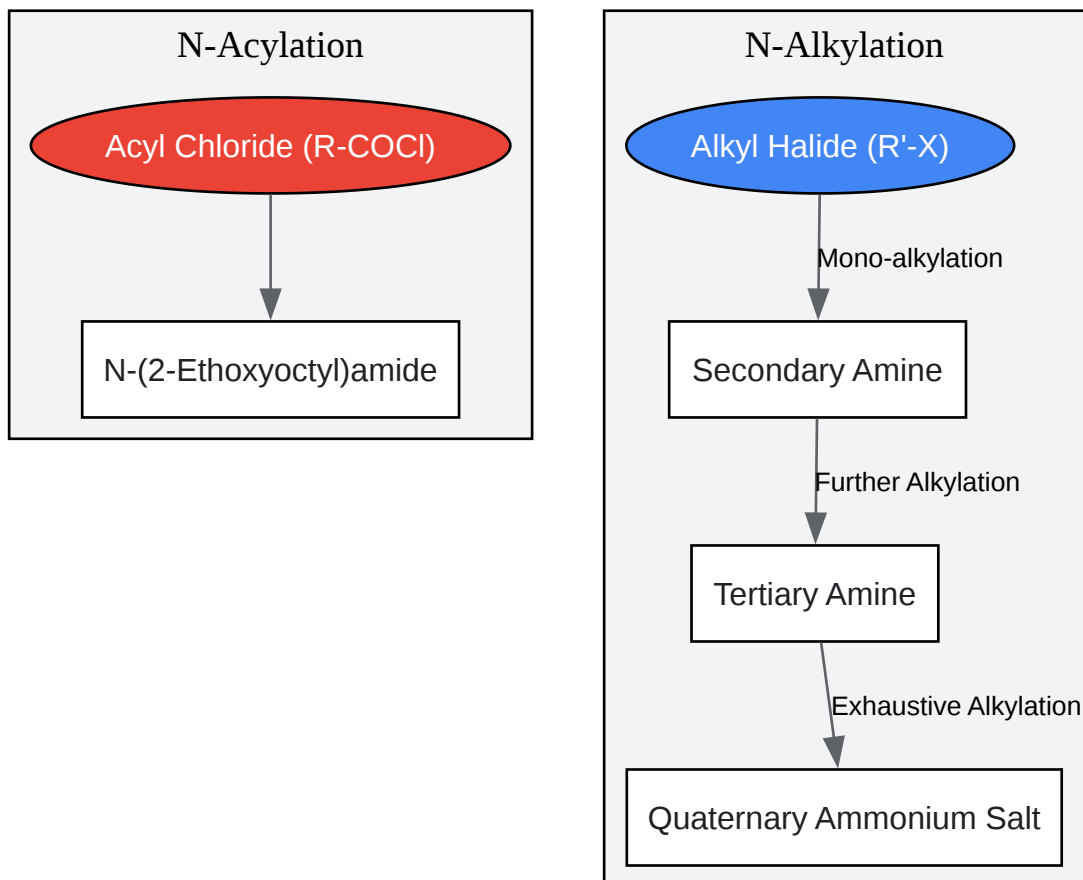 N-Acylation
Acyl Chloride (R-COCl)
N-(2-Ethoxyoctyl)amide
N-Alkylation
Alkyl Halide (R'-X)
Mono-alkylation
Secondary Amine
Further Alkylation
Tertiary Amine
Exhaustive Alkylation
Quaternary Ammonium Salt